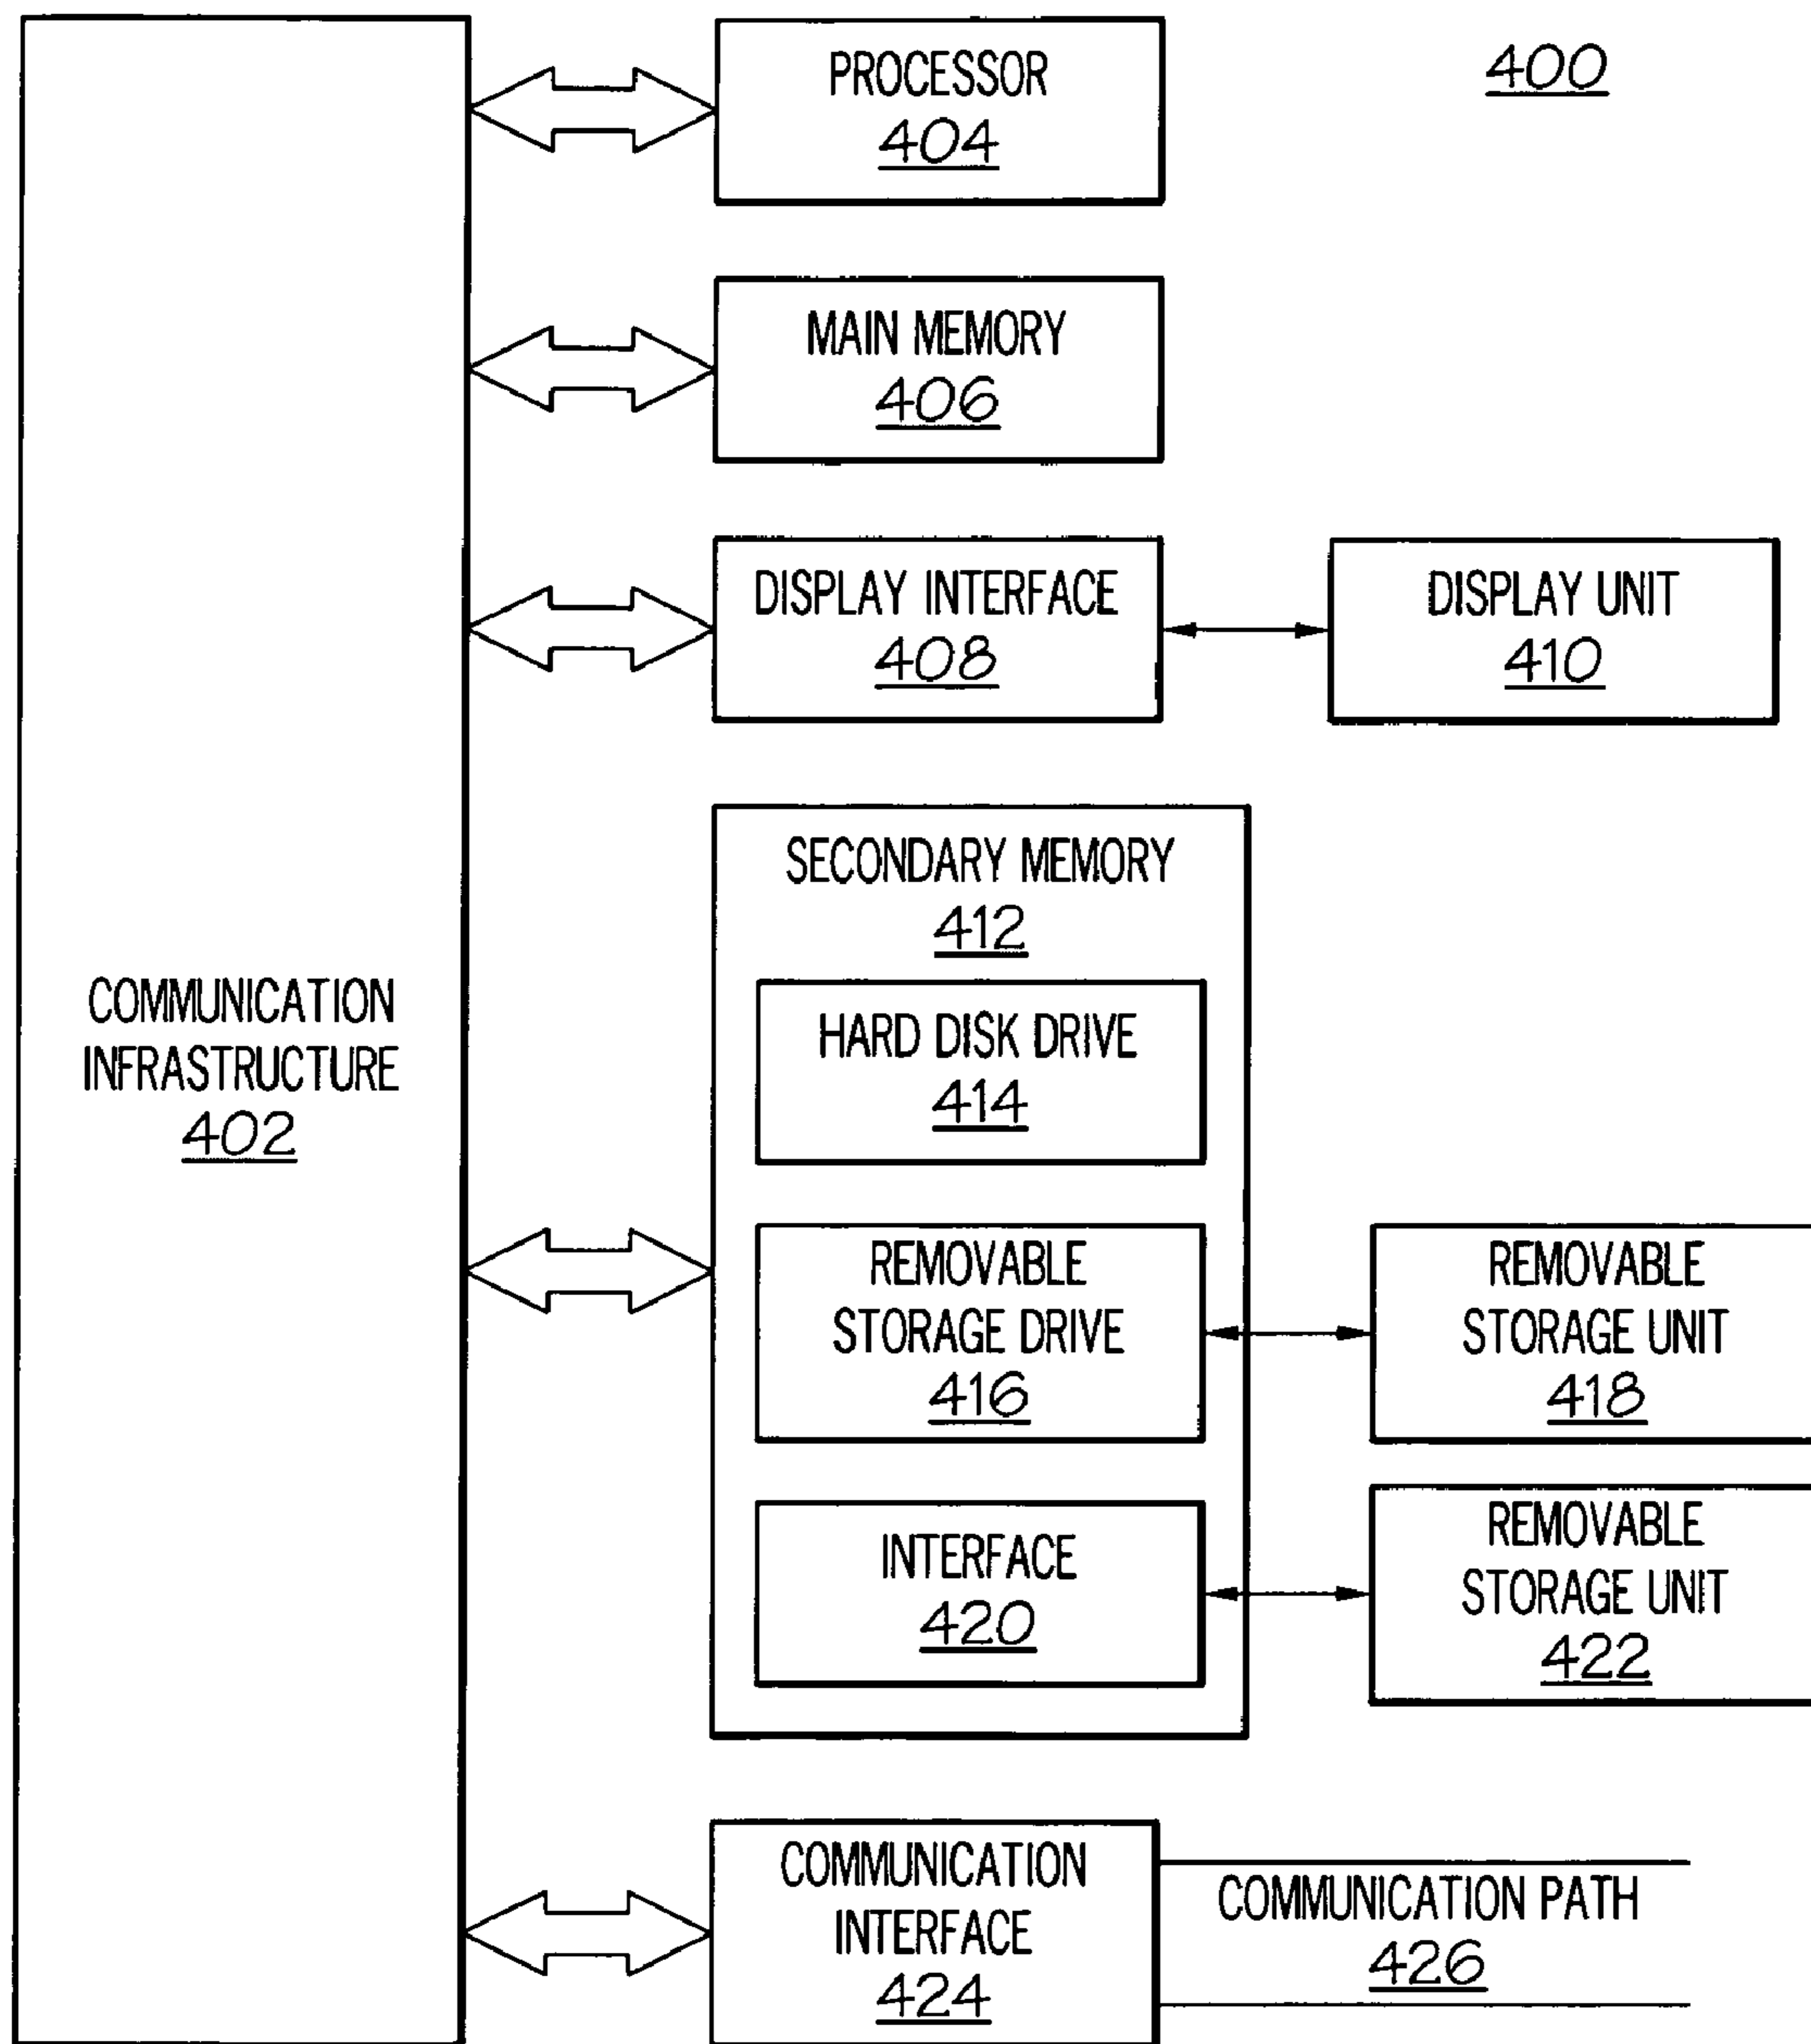 400
PROCESSOR
404
MAIN MEMORY
406
DISPLAY INTERFACE
408
DISPLAY UNIT
410
COMMUNICATION
INFRASTRUCTURE
402
SECONDARY MEMORY
412
HARD DISK DRIVE
414
REMOVABLE
STORAGE DRIVE
416
REMOVABLE
STORAGE UNIT
418
INTERFACE
420
REMOVABLE
STORAGE UNIT
422
COMMUNICATION
INTERFACE
424
COMMUNICATION PATH
426